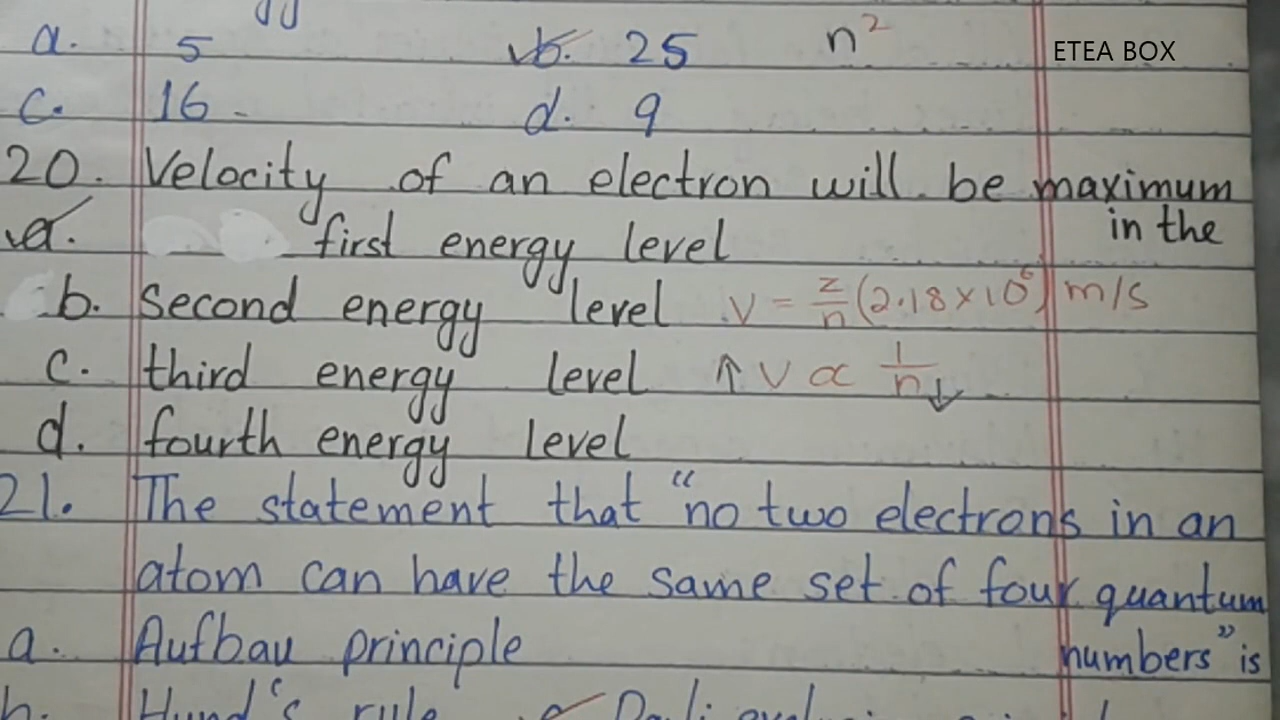 a. 5 b. 25 n²
ETEA BOX
c. 16 d. 9
20. Velocity of an electron will be maximum
in the
a. first energy level
b. second energy level v = z/n (2.18×10⁶) m/s
c. third energy level ↑ v ∝ 1/n ↓
d. fourth energy level
21. The statement that "no two electrons in an
atom can have the same set of four quantum
numbers" is
a. Aufbau principle
b. Hund's rule